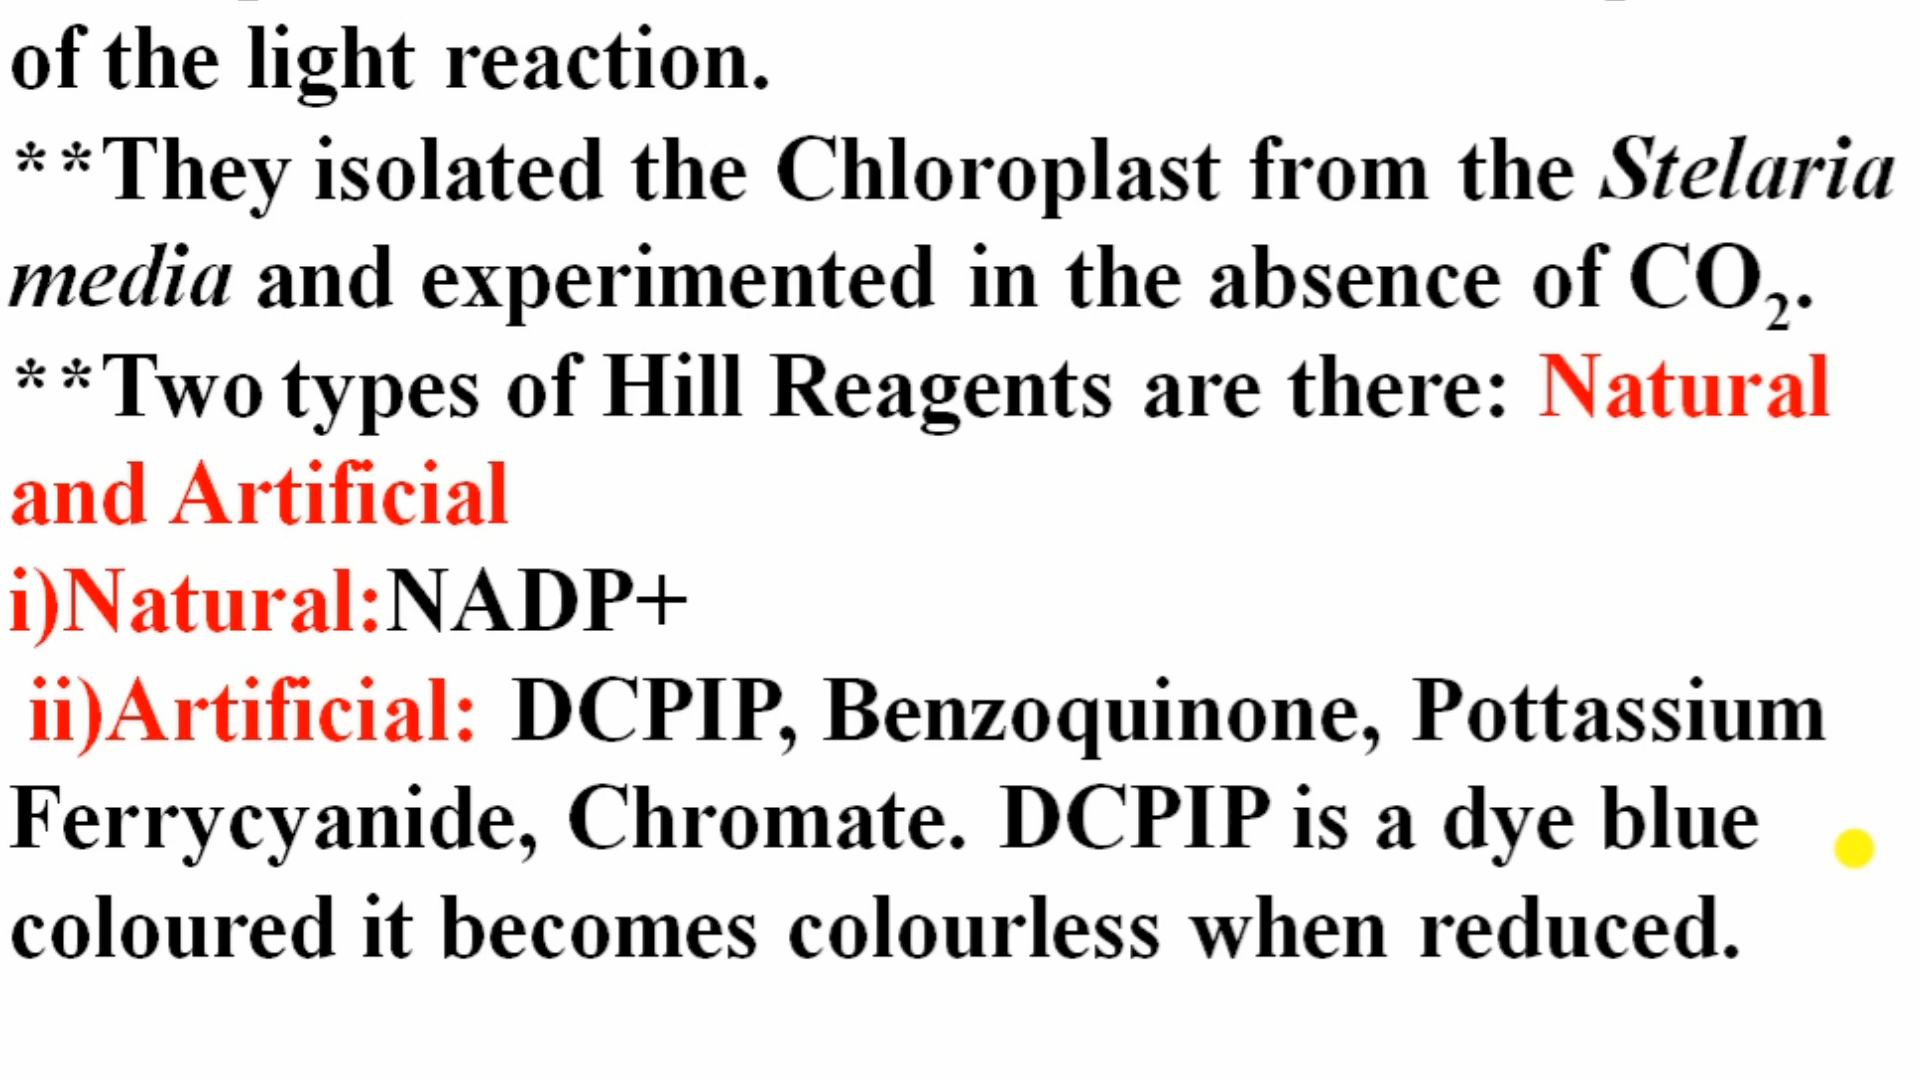 of the light reaction.
**They isolated the Chloroplast from the Stelaria
media and experimented in the absence of CO₂.
**Two types of Hill Reagents are there: Natural
and Artificial
i)Natural:NADP+
ii)Artificial: DCPIP, Benzoquinone, Pottassium
Ferrycyanide, Chromate. DCPIP is a dye blue
coloured it becomes colourless when reduced.